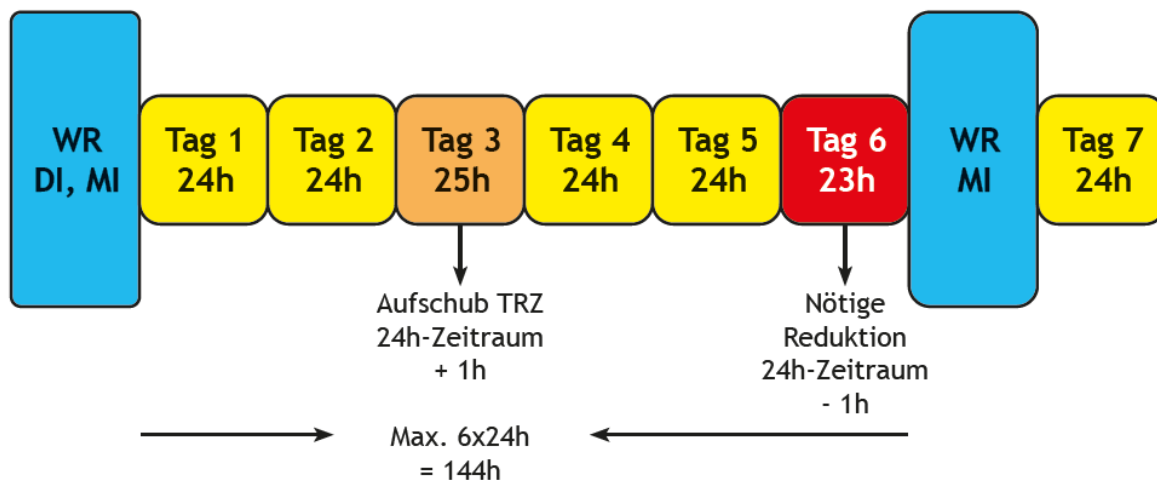 WR
DI, MI
Tag 1
24h
Tag 2
24h
Tag 3
25h
Tag 4
24h
Tag 5
24h
Tag 6
23h
WR
MI
Tag 7
24h
Aufschub TRZ
24h-Zeitraum
+ 1h
Nötige
Reduktion
24h-Zeitraum
- 1h
Max. 6x24h
= 144h